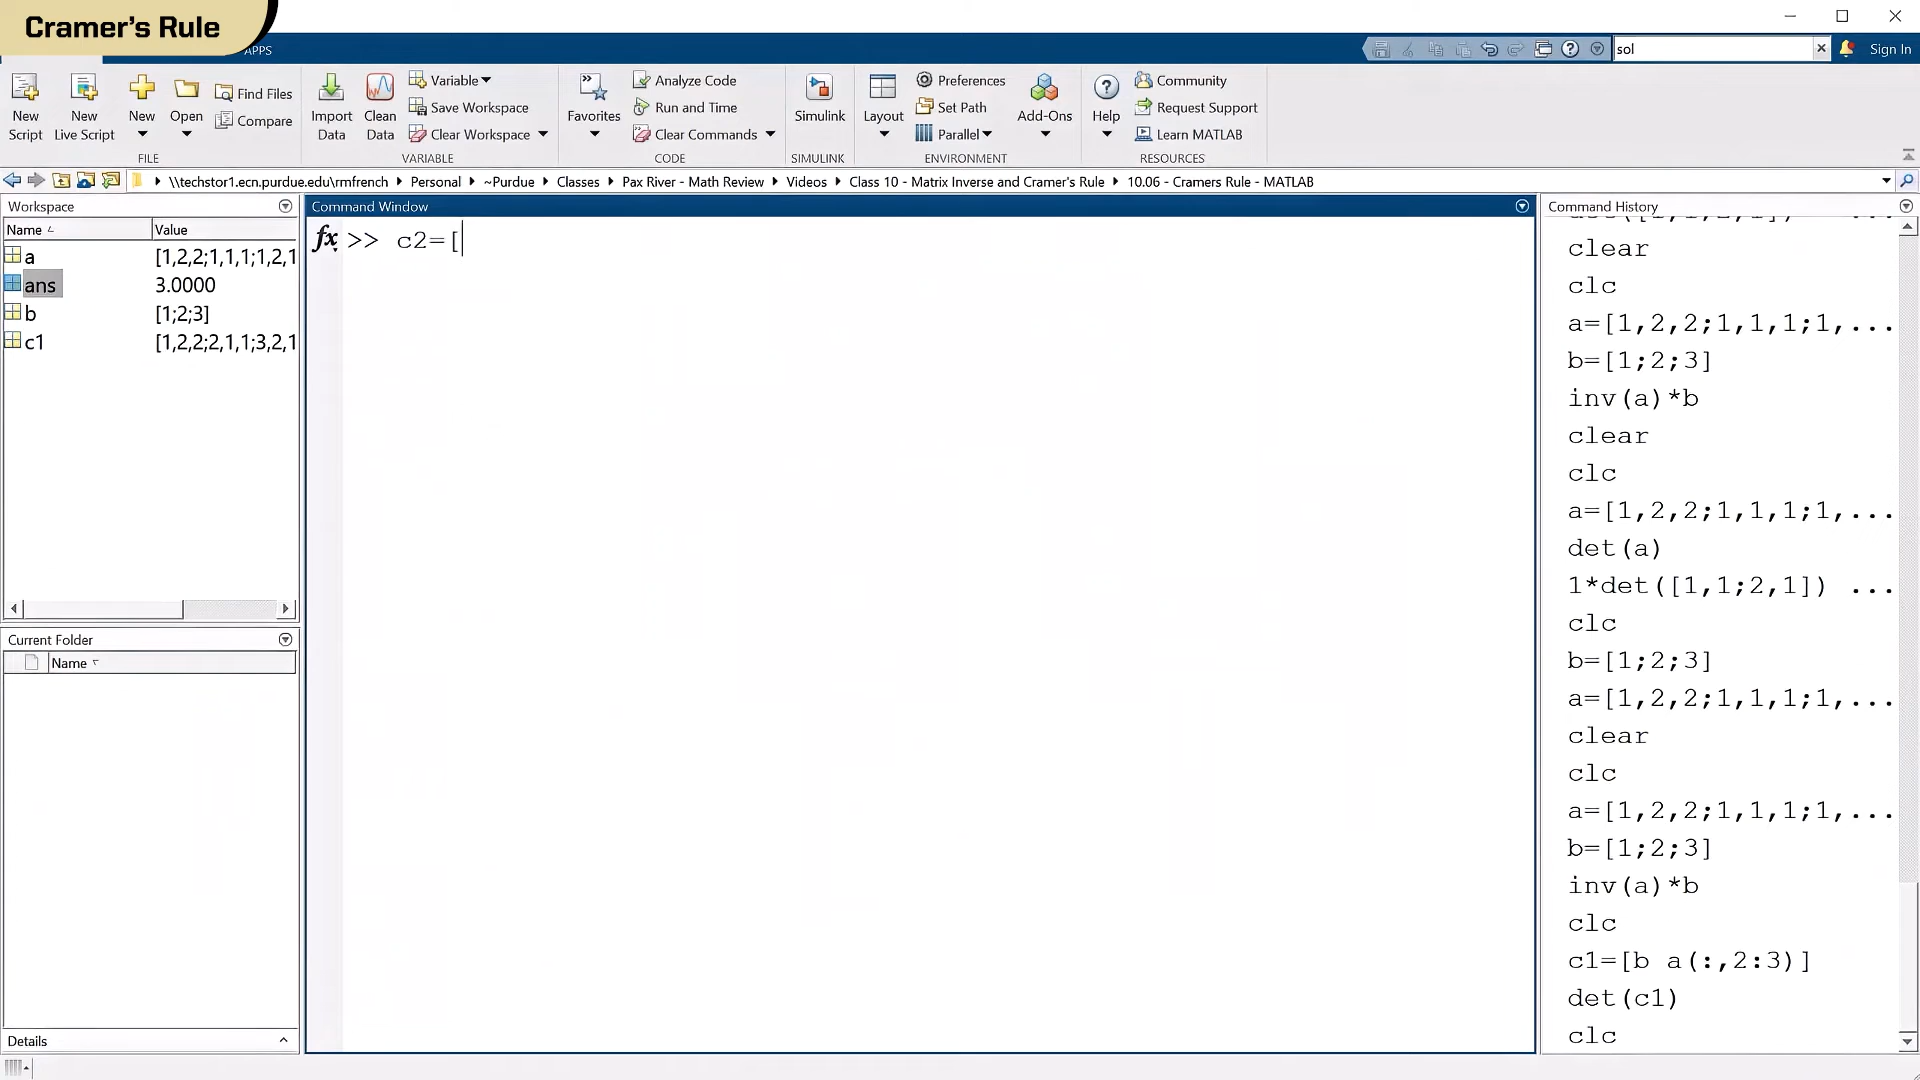 Cramer's Rule
APPS
sol
Sign In
New Script
New Live Script
New
Open
Find Files
Compare
FILE
Import Data
Clean Data
Variable
Save Workspace
Clear Workspace
VARIABLE
Favorites
Analyze Code
Run and Time
Clear Commands
CODE
Simulink
SIMULINK
Layout
Preferences
Set Path
Parallel
Add-Ons
ENVIRONMENT
Help
Community
Request Support
Learn MATLAB
RESOURCES
\\techstor1.ecn.purdue.edu\rmfrench Personal ~Purdue Classes Pax River - Math Review Videos Class 10 - Matrix Inverse and Cramer's Rule 10.06 - Cramers Rule - MATLAB
Workspace
Name Value
a [1,2,2;1,1,1;1,2,1
ans 3.0000
b [1;2;3]
c1 [1,2,2;2,1,1;3,2,1
Current Folder
Name
Details
Command Window
fx >> c2=[
Command History
clear
clc
a=[1,2,2;1,1,1;1,...
b=[1;2;3]
inv(a)*b
clear
clc
a=[1,2,2;1,1,1;1,...
det(a)
1*det([1,1;2,1]) ...
clc
b=[1;2;3]
a=[1,2,2;1,1,1;1,...
clear
clc
a=[1,2,2;1,1,1;1,...
b=[1;2;3]
inv(a)*b
clc
c1=[b a(:,2:3)]
det(c1)
clc